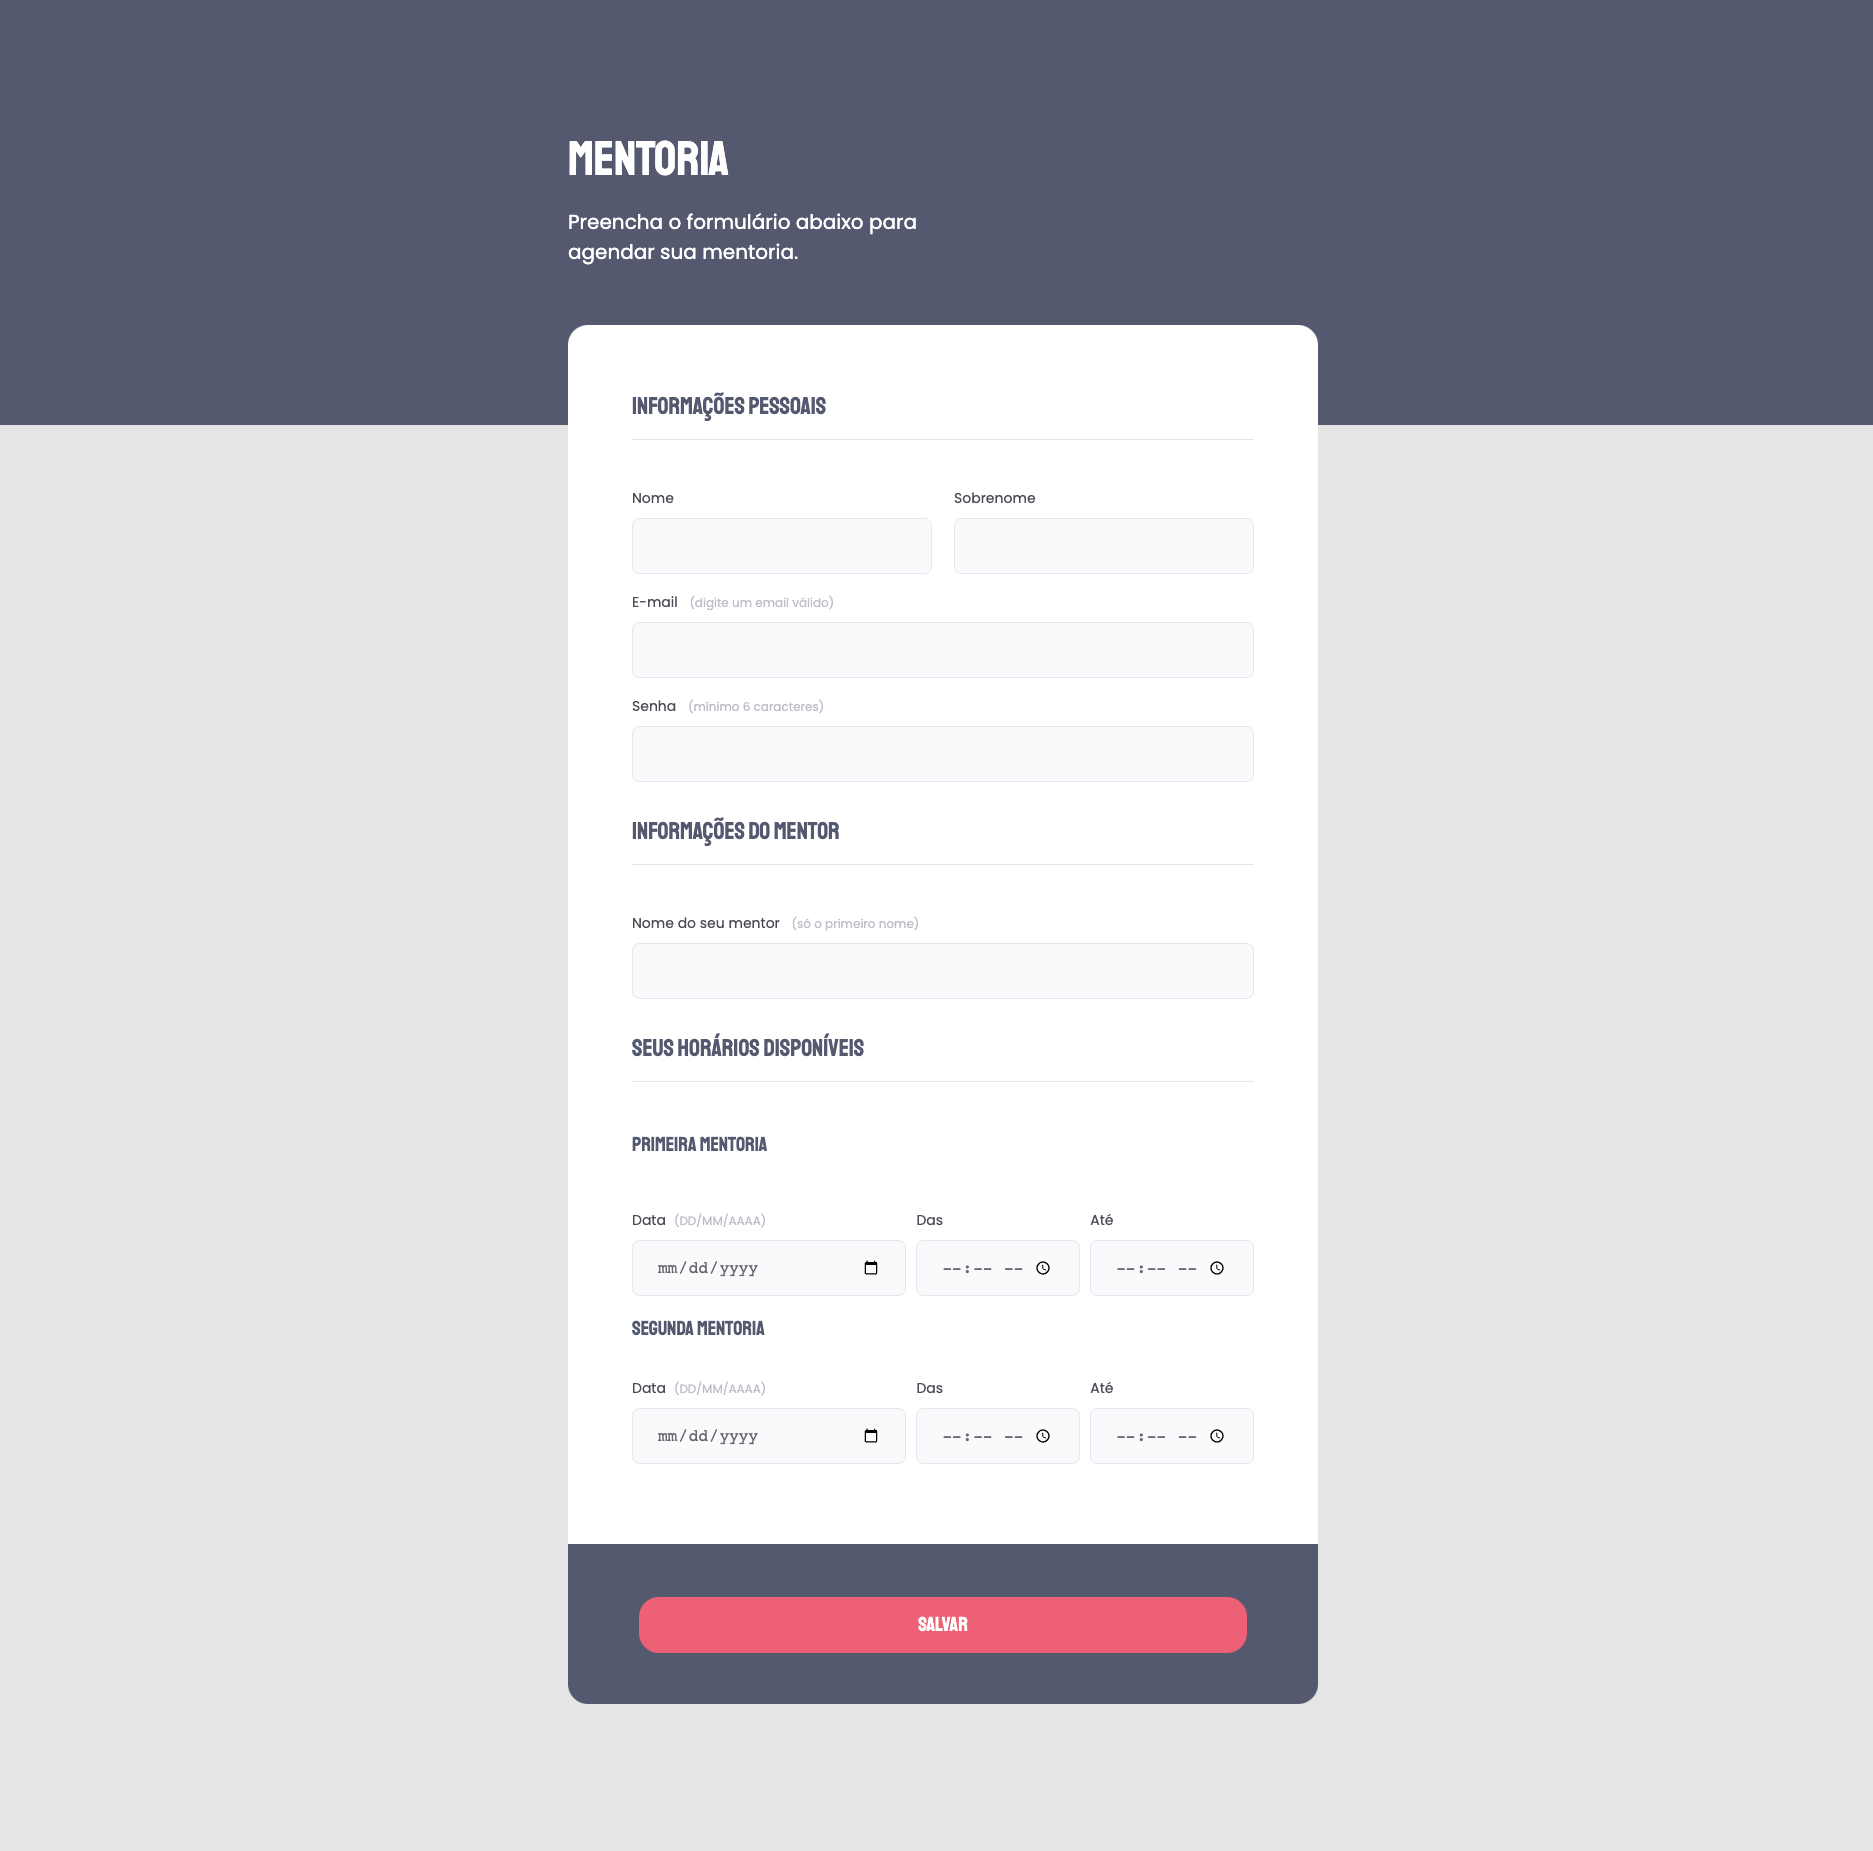 MENTORIA
Preencha o formulário abaixo para
agendar sua mentoria.
INFORMAÇÕES PESSOAIS
Nome Sobrenome
E-mail (digite um email válido)
Senha (mínimo 6 caracteres)
INFORMAÇÕES DO MENTOR
Nome do seu mentor (só o primeiro nome)
SEUS HORÁRIOS DISPONÍVEIS
PRIMEIRA MENTORIA
Data (DD/MM/AAAA) Das Até
mm/dd/yyyy --:-- -- --:-- --
SEGUNDA MENTORIA
Data (DD/MM/AAAA) Das Até
mm/dd/yyyy --:-- -- --:-- --
SALVAR